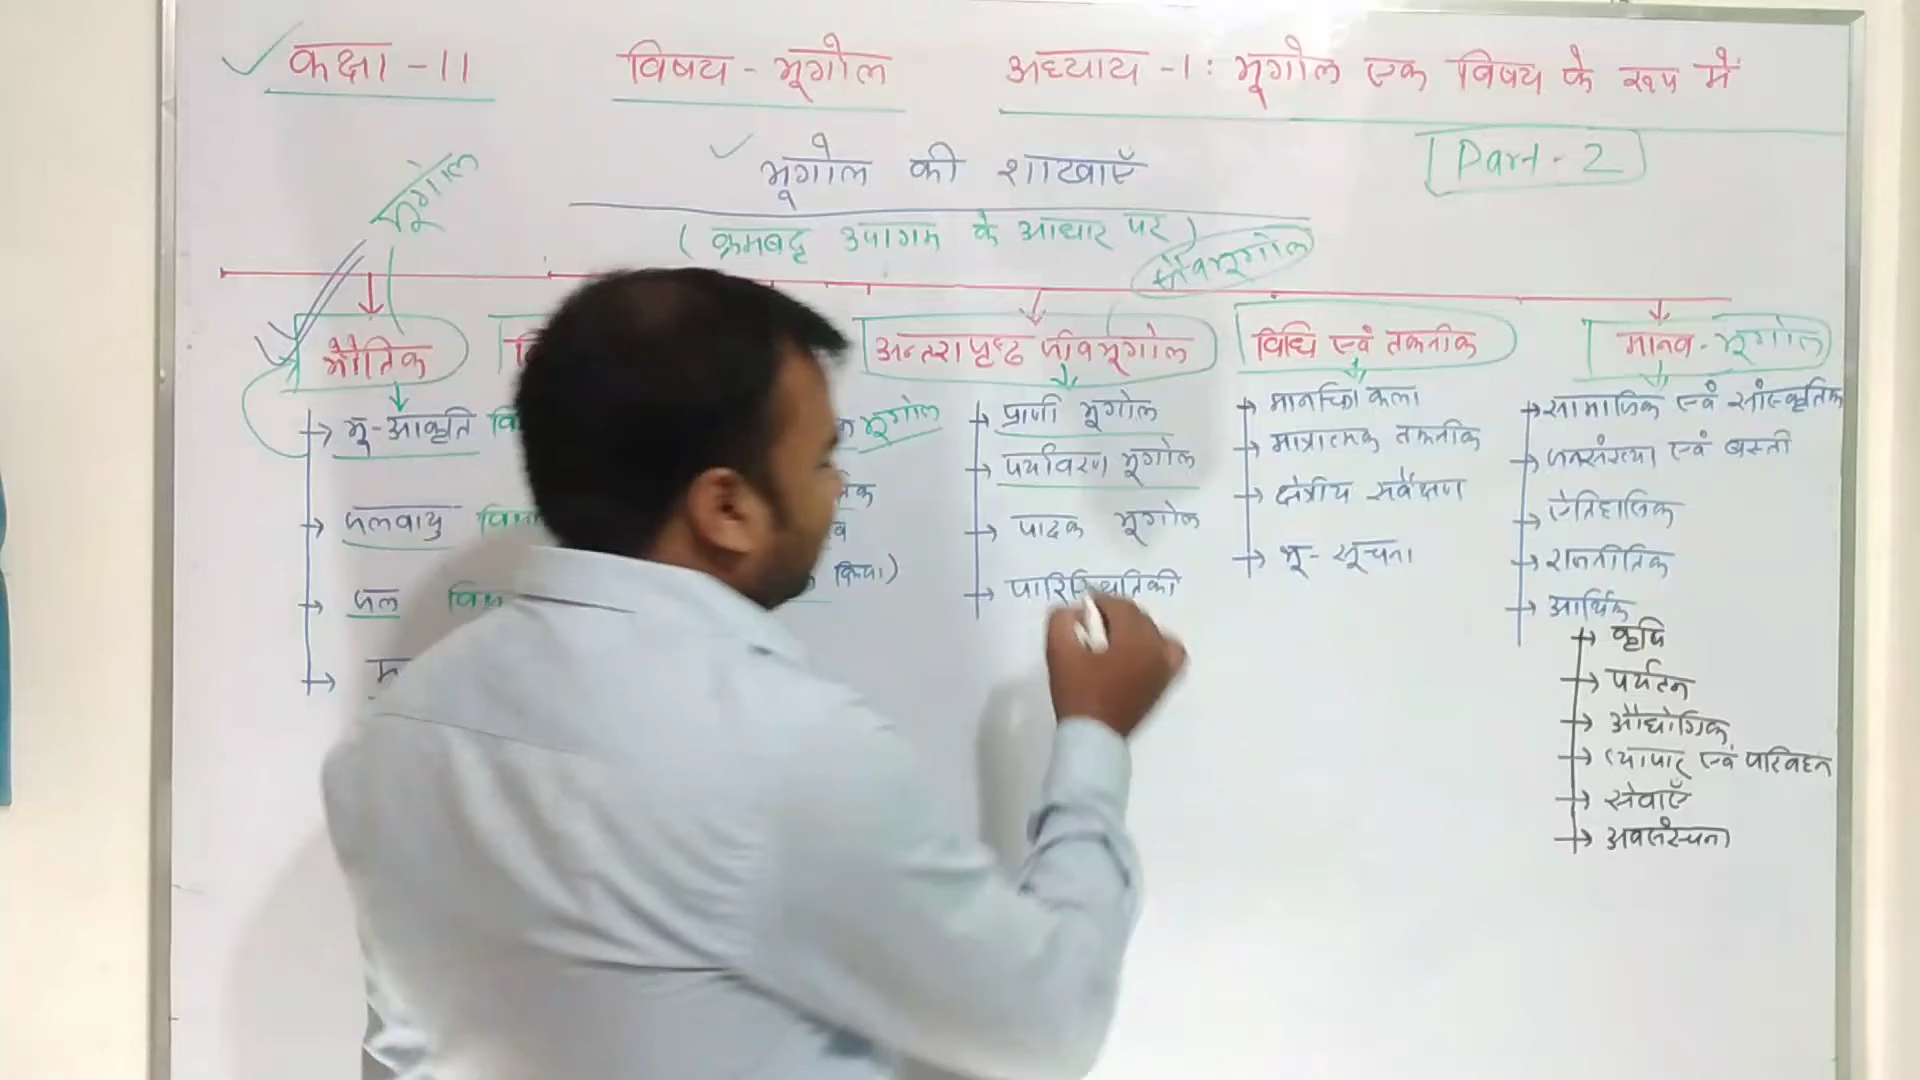 कक्षा -11 विषय - भूगोल अध्याय -1: भूगोल एक विषय के रूप में
भूगोल की शाखाएँ
Part - 2
(क्रमबद्ध उपागम के आधार पर)
भूगोल
जीवभूगोल
भौतिक
भू-आकृति
जलवायु
जल
भूगोल
क्रिया)
अन्तरापृष्ठ जीवभूगोल
प्राणी भूगोल
पर्यावरण भूगोल
पादक भूगोल
पारिस्थितिकी
विधि एवं तकनीक
मानचित्र कला
मात्रात्मक तकनीक
क्षेत्रीय सर्वेक्षण
भू- सूचना
मानव - भूगोल
सामाजिक एवं सांस्कृतिक
जनसंख्या एवं बस्ती
ऐतिहासिक
राजनीतिक
आर्थिक
कृषि
पर्यटन
औद्योगिक
व्यापार एवं परिवहन
सेवाएँ
अवसंरचना